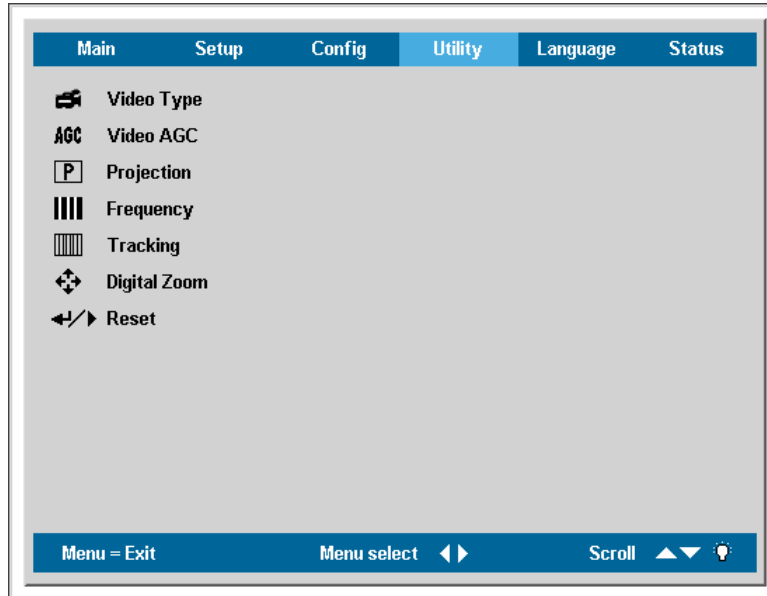 Main Setup Config Utility Language Status
Video Type
AGC Video AGC
P Projection
Frequency
Tracking
Digital Zoom
Reset
Menu = Exit Menu select Scroll